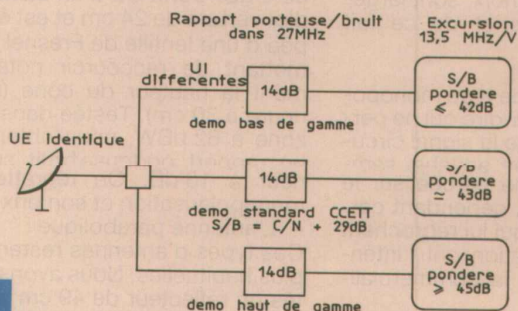 Rapport porteuse/bruit
dans 27MHz
Excursion
13,5 MHz/V
UI
differentes
14dB
S/B
pondere
≤ 42dB
demo bas de gamme
UE identique
14dB
pondere
≃ 43dB
demo standard CCETT
S/B = C/N + 29dB
14dB
S/B
pondere
≥ 45dB
demo haut de gamme